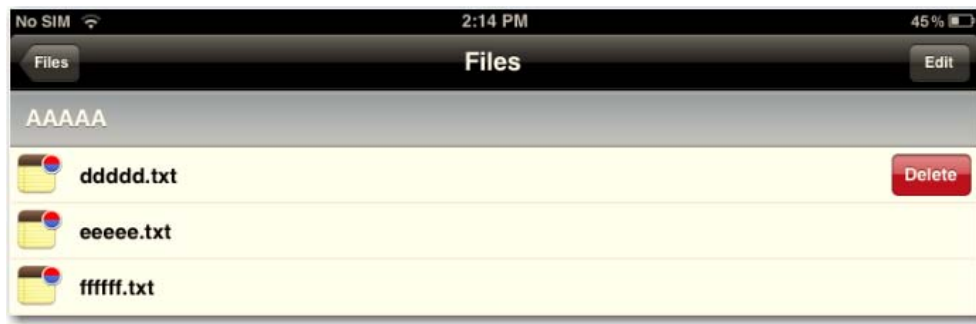 No SIM 2:14 PM 45%
Files Files Edit
AAAAA
ddddd.txt Delete
eeeee.txt
ffffff.txt